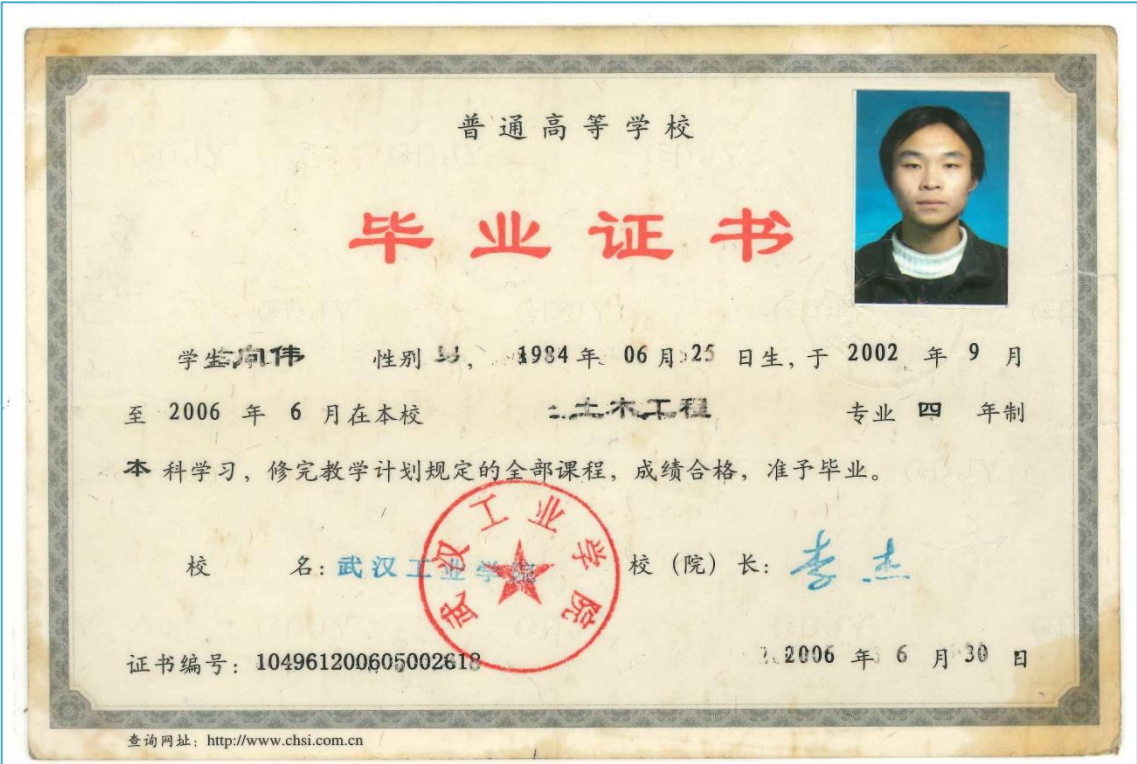 普通高等学校
毕业证书
学生 向伟 性别 男, 1984 年 06 月 25 日生, 于 2002 年 9 月
至 2006 年 6 月在本校 土木工程 专业 四 年制
本 科学习, 修完教学计划规定的全部课程, 成绩合格, 准予毕业。
校 名: 武汉工业学院 校 (院) 长: 李杰
武汉工业学院
证书编号: 104961200605002618 2006 年 6 月 30 日
查询网址: http://www.chsi.com.cn